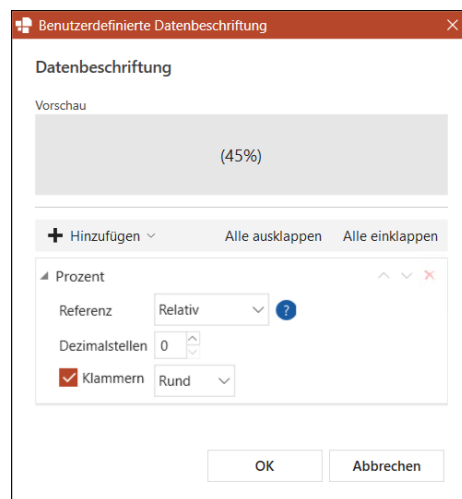 Benutzerdefinierte Datenbeschriftung
Datenbeschriftung
Vorschau
(45%)
Hinzufügen Alle ausklappen Alle einklappen
Prozent
Referenz Relativ ?
Dezimalstellen 0
Klammern Rund
OK Abbrechen